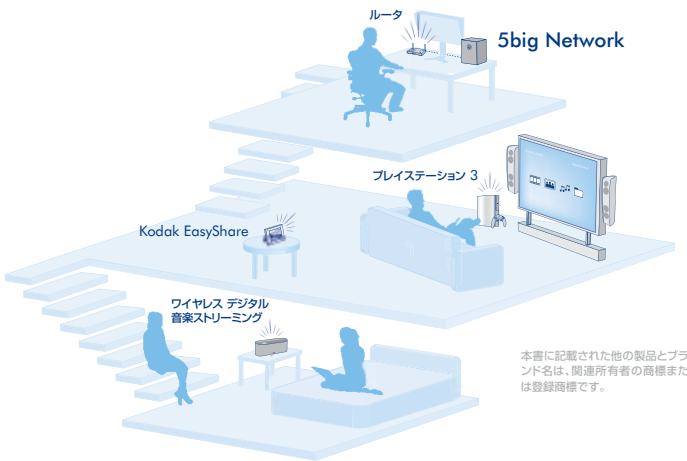 ルータ
5big Network
プレイステーション 3
Kodak EasyShare
ワイヤレス デジタル
音楽ストリーミング
本書に記載された他の製品とブラ
ンド名は、関連所有者の商標また
は登録商標です。